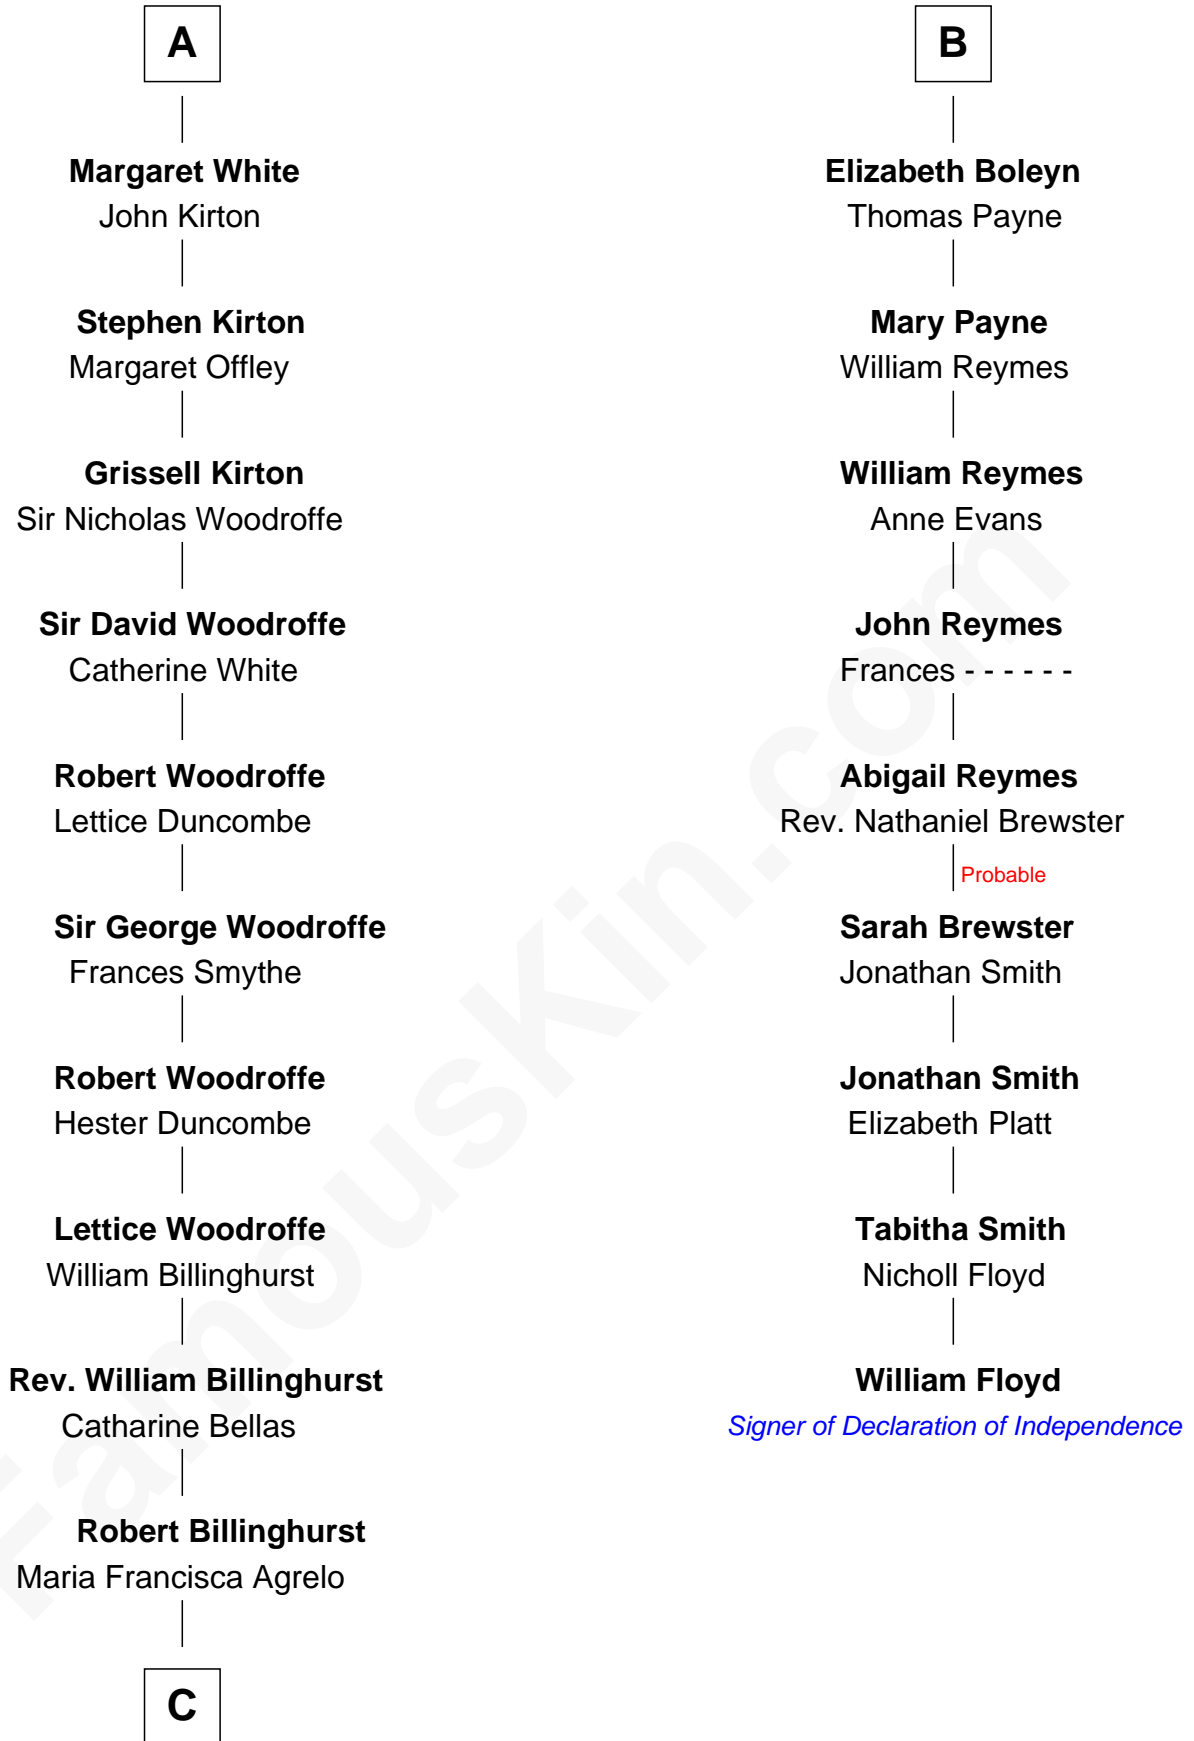 A
Margaret White
John Kirton
Stephen Kirton
Margaret Offley
Grissell Kirton
Sir Nicholas Woodroffe
Sir David Woodroffe
Catherine White
Robert Woodroffe
Lettice Duncombe
Sir George Woodroffe
Frances Smythe
Robert Woodroffe
Hester Duncombe
Lettice Woodroffe
William Billinghurst
Rev. William Billinghurst
Catharine Bellas
Robert Billinghurst
Maria Francisca Agrelo
C
B
Elizabeth Boleyn
Thomas Payne
Mary Payne
William Reymes
William Reymes
Anne Evans
John Reymes
Frances - - - - - -
Abigail Reymes
Rev. Nathaniel Brewster
Probable
Sarah Brewster
Jonathan Smith
Jonathan Smith
Elizabeth Platt
Tabitha Smith
Nicholl Floyd
William Floyd
Signer of Declaration of Independence
FamousKin.com